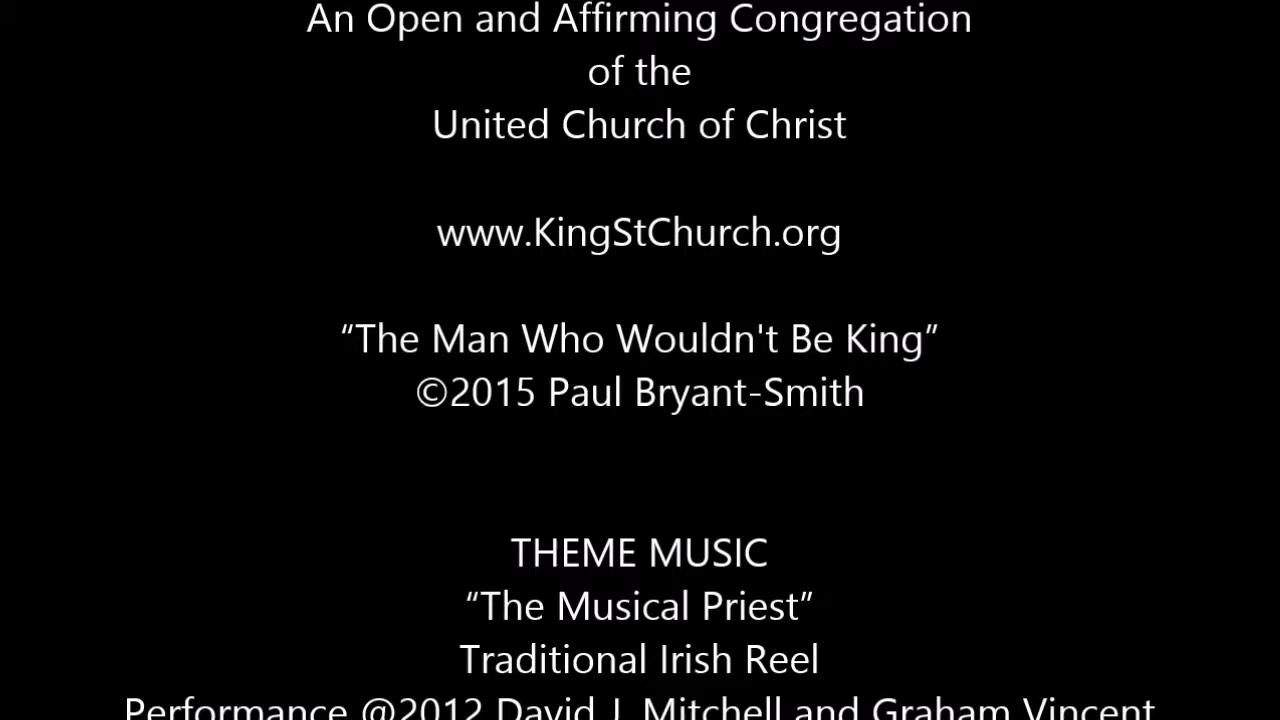 An Open and Affirming Congregation
of the
United Church of Christ
www.KingStChurch.org
“The Man Who Wouldn't Be King”
©2015 Paul Bryant-Smith
THEME MUSIC
“The Musical Priest”
Traditional Irish Reel
Performance @2012 David J. Mitchell and Graham Vincent